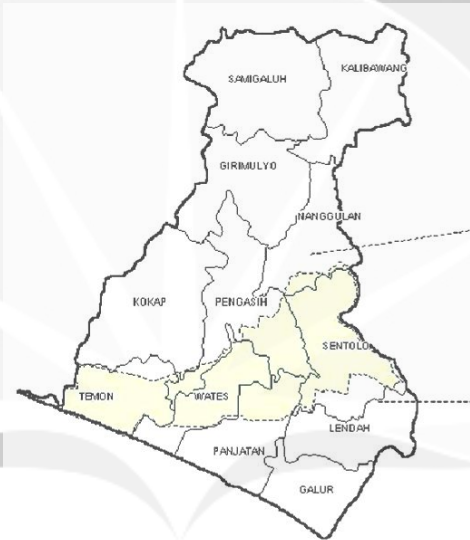 KALIBAWANG
SAMIGALUH
GIRIMULYO
NANGGULAN
KOKAP
PENGASIH
SENTOLO
TEMON
WATES
LENDAH
PANJATAN
GALUR